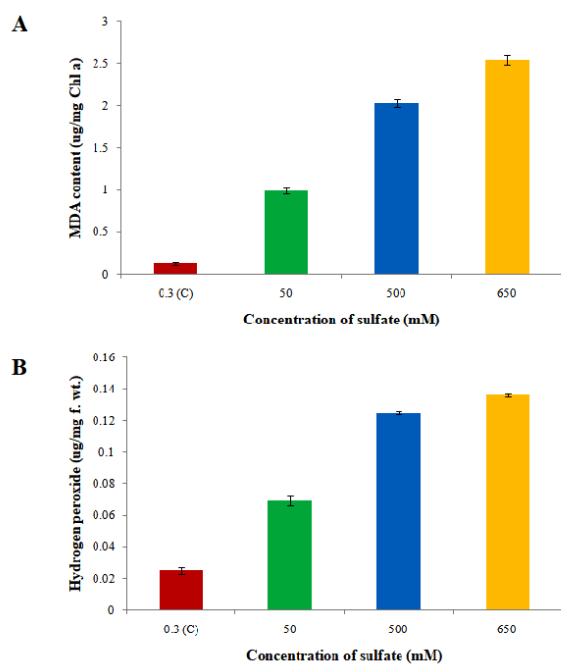 A
3
2.5
2
1.5
1
0.5
0
MDA content (ug/mg Chl a)
0.3 (C) 50 500 650
Concentration of sulfate (mM)
B
0.16
0.14
0.12
0.1
0.08
0.06
0.04
0.02
0
Hydrogen peroxide (ug/mg f. wt.)
0.3 (C) 50 500 650
Concentration of sulfate (mM)